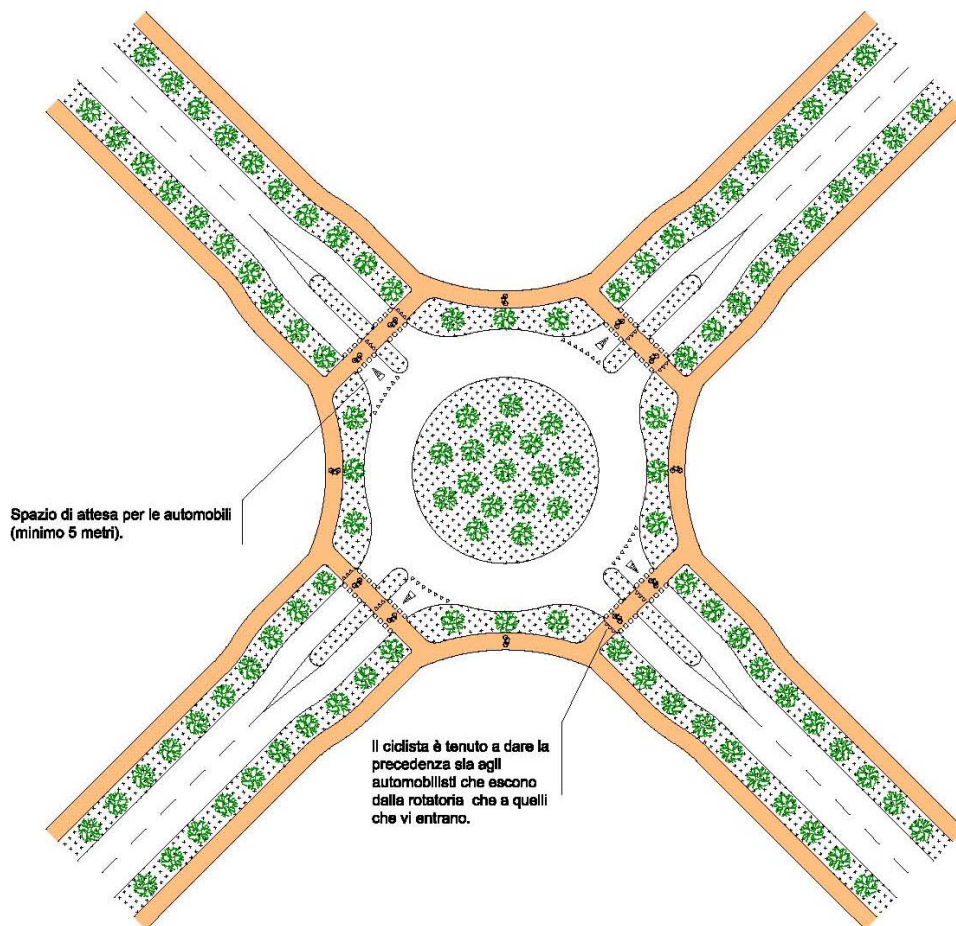 Spazio di attesa per le automobili
(minimo 5 metri).
Il ciclista è tenuto a dare la
precedenza sia agli
automobilisti che escono
dalla rotatoria che a quelli
che vi entrano.